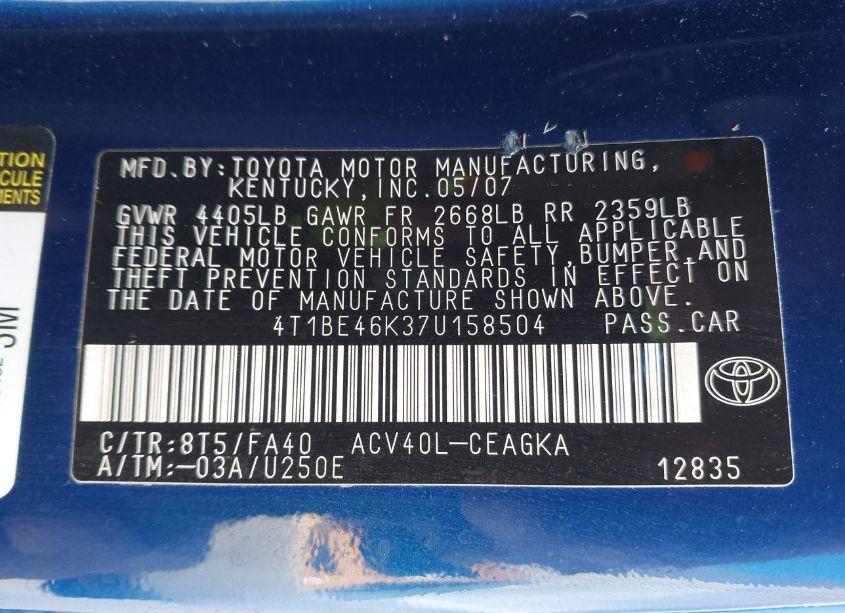 TION
ICULE
MENTS
MFD.BY:TOYOTA MOTOR MANUFACTURING,
KENTUCKY,INC.05/07
GVWR 4405LB GAWR FR 2668LB RR 2359LB
THIS VEHICLE CONFORMS TO ALL APPLICABLE
FEDERAL MOTOR VEHICLE SAFETY,BUMPER,AND
THEFT PREVENTION STANDARDS IN EFFECT ON
THE DATE OF MANUFACTURE SHOWN ABOVE.
4T1BE46K37U158504 PASS.CAR
C/TR:8T5/FA40 ACV40L-CEAGKA
A/TM:-03A/U250E 12835